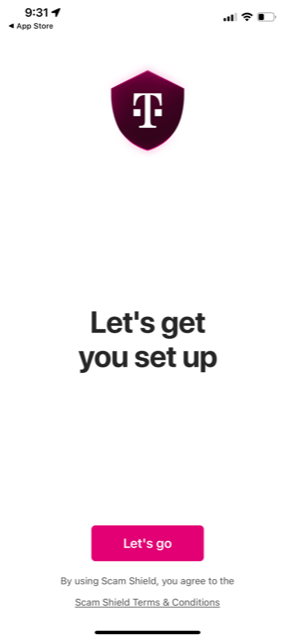 9:31
◀ App Store
T
Let's get
you set up
Let's go
By using Scam Shield, you agree to the
Scam Shield Terms & Conditions